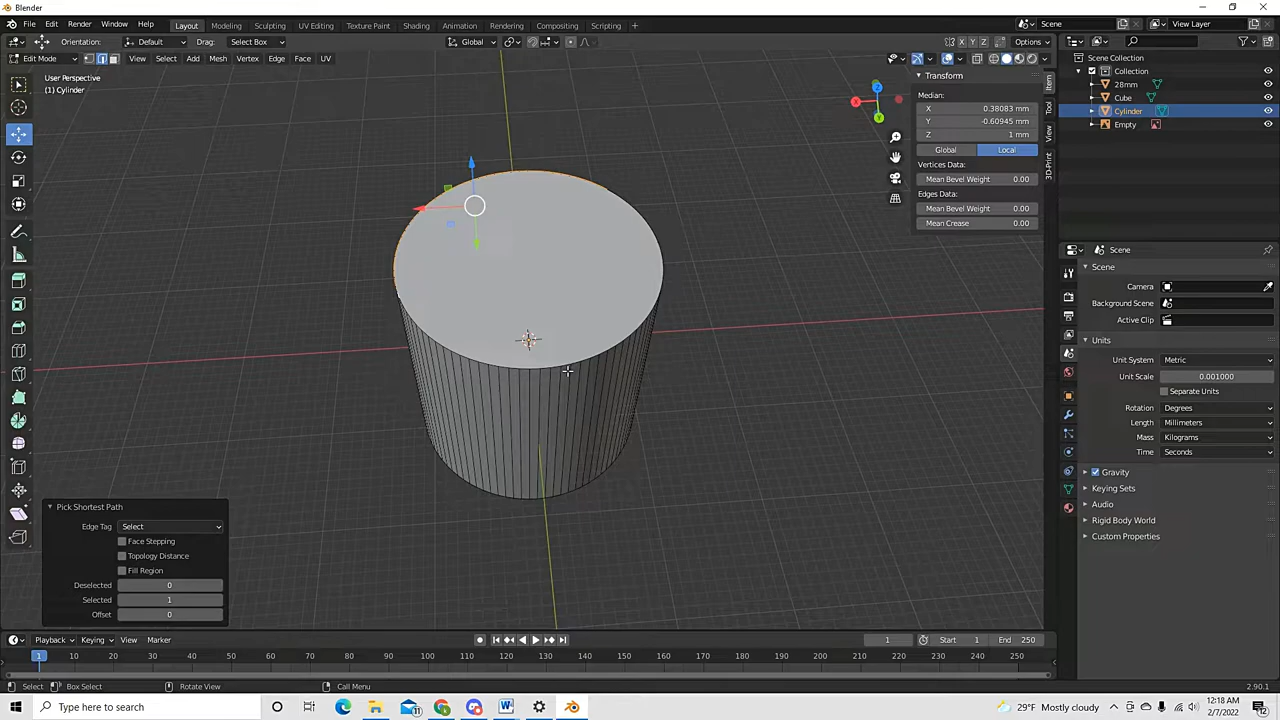 Blender
File Edit Render Window Help Layout Modeling Sculpting UV Editing Texture Paint Shading Animation Rendering Compositing Scripting + Scene View Layer
Orientation: Default Drag: Select Box Global X Y Z Options
Edit Mode View Select Add Mesh Vertex Edge Face UV
User Perspective
(1) Cylinder
Transform
Median:
X 0.38083 mm
Y -0.60945 mm
Z 1 mm
Global Local
Vertices Data:
Mean Bevel Weight 0.00
Edges Data:
Mean Bevel Weight 0.00
Mean Crease 0.00
Item
Tool
View
3D-Print
X
Y
Z
Scene Collection
Collection
28mm
Cube
Cylinder
Empty
Scene
Scene
Camera
Background Scene
Active Clip
Units
Unit System Metric
Unit Scale 0.001000
Separate Units
Rotation Degrees
Length Millimeters
Mass Kilograms
Time Seconds
Gravity
Keying Sets
Audio
Rigid Body World
Custom Properties
Pick Shortest Path
Edge Tag Select
Face Stepping
Topology Distance
Fill Region
Deselected 0
Selected 1
Offset 0
Playback Keying View Marker 1 Start 1 End 250
1 10 20 30 40 50 60 70 80 90 100 110 120 130 140 150 160 170 180 190 200 210 220 230 240 250
Select Box Select Rotate View Call Menu 2.90.1
Type here to search 29°F Mostly cloudy 12:18 AM
2/7/2022